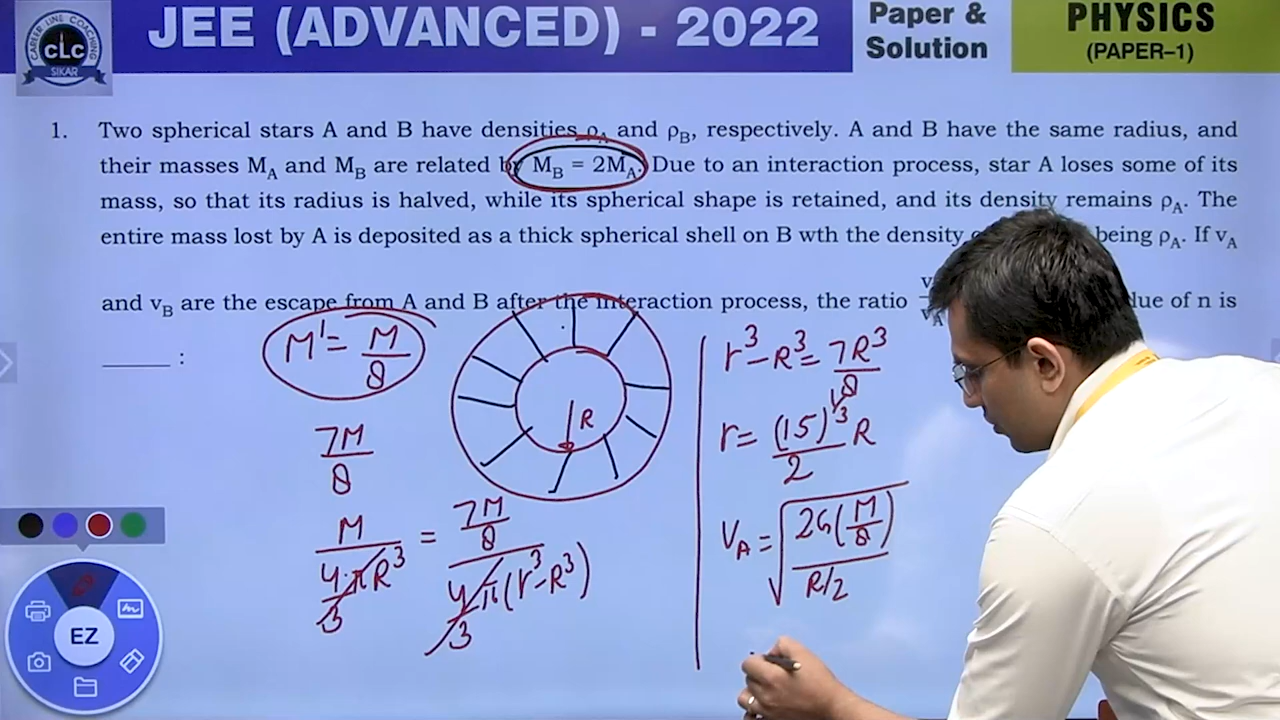 CAREER LINE COACHING
CLC
SIKAR
JEE (ADVANCED) - 2022
Paper &
Solution
PHYSICS
(PAPER–1)
1. Two spherical stars A and B have densities ρA and ρB, respectively. A and B have the same radius, and
their masses MA and MB are related by MB = 2MA. Due to an interaction process, star A loses some of its
mass, so that its radius is halved, while its spherical shape is retained, and its density remains ρA. The
entire mass lost by A is deposited as a thick spherical shell on B wth the density being ρA. If vA
and vB are the escape from A and B after the interaction process, the ratio of n is
______ :
M' = M/8
7M/8
R
M / (4/3 π R³) = (7M/8) / (4/3 π (r³ - R³))
r³ - R³ = 7R³/8
r = (15)^(1/3)/2 R
VA = √(2G(M/8) / (R/2))
EZ